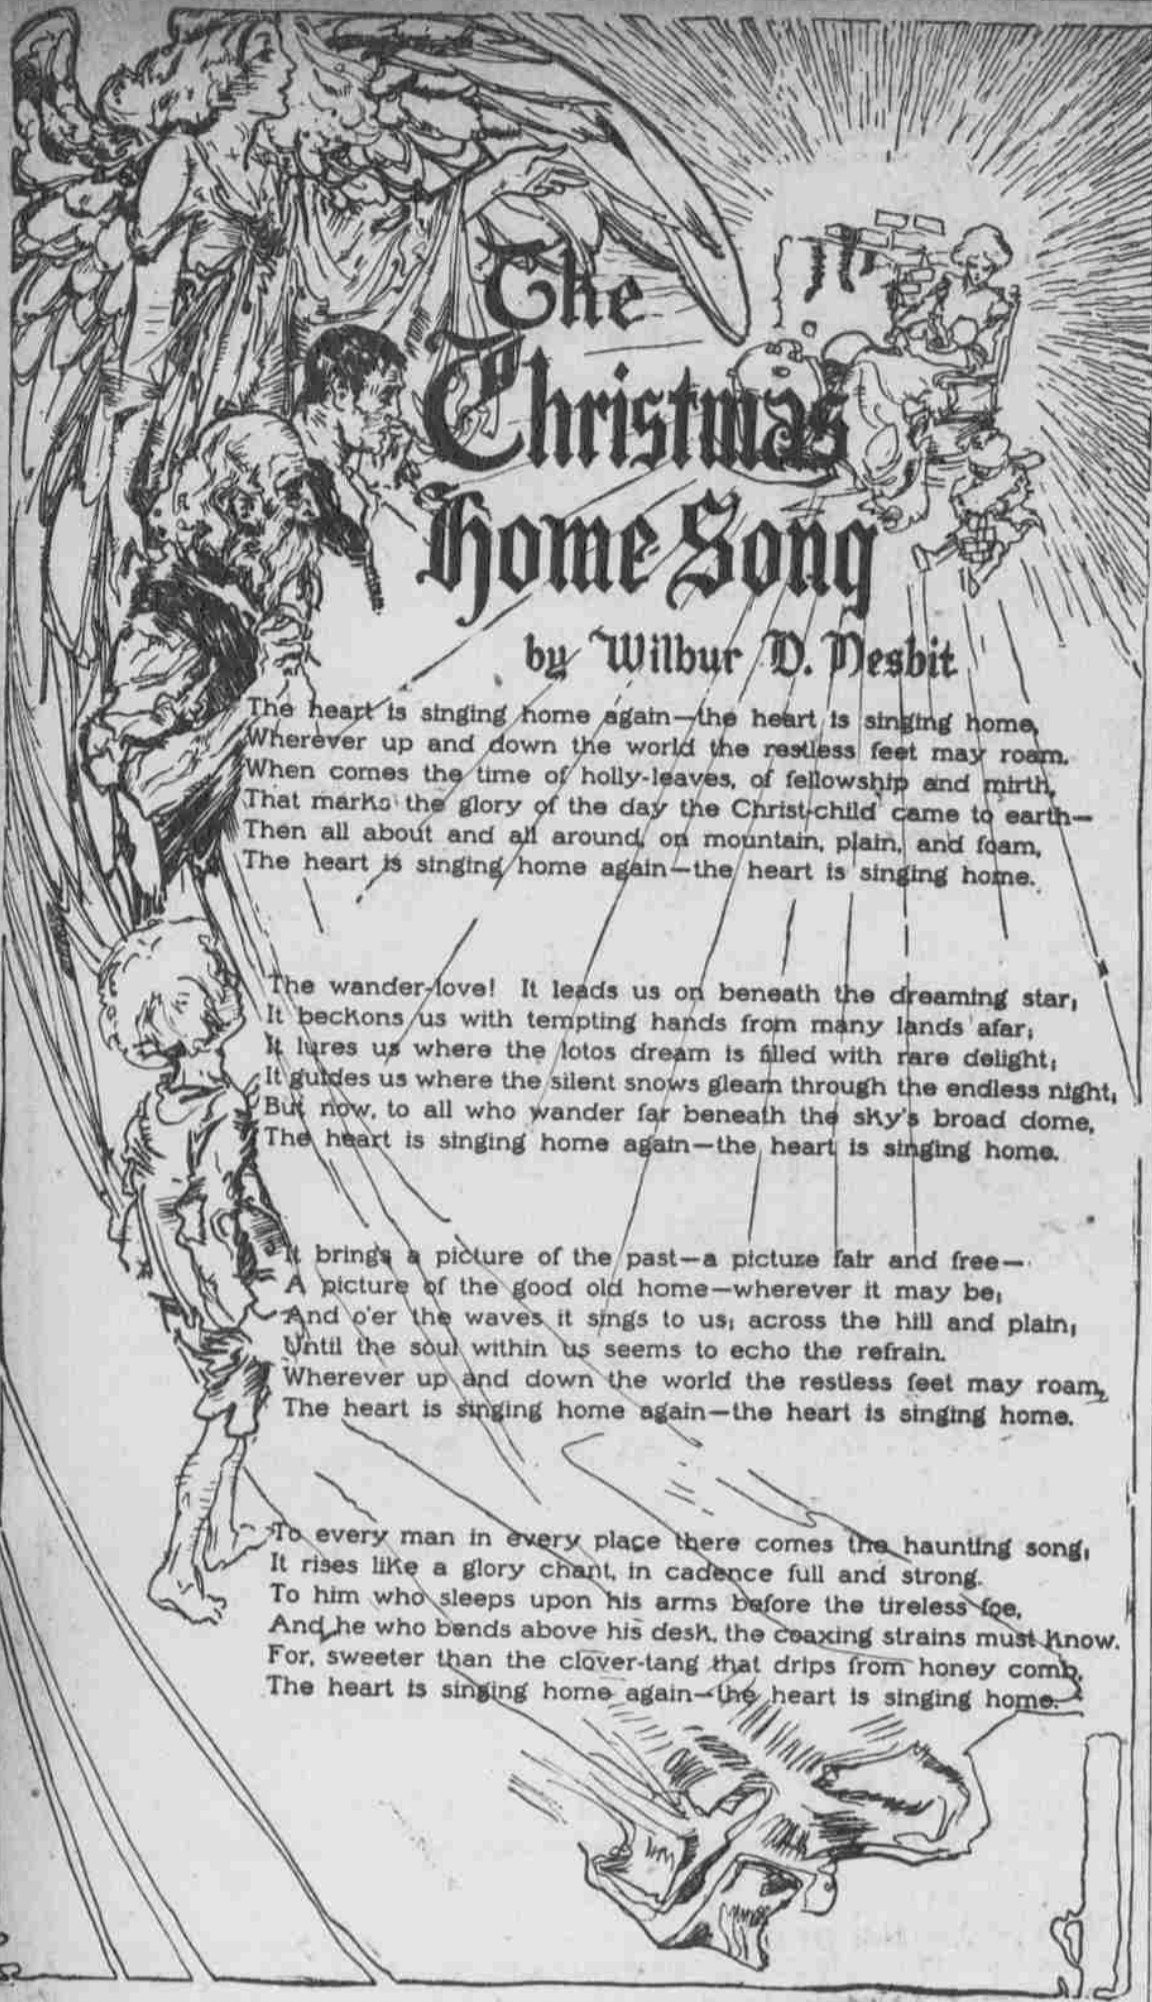 The
Christmas
Home Song
by Wilbur D. Nesbit
The heart is singing home again—the heart is singing home,
Wherever up and down the world the restless feet may roam.
When comes the time of holly-leaves, of fellowship and mirth,
That marks the glory of the day the Christ-child came to earth—
Then all about and all around, on mountain, plain, and foam,
The heart is singing home again—the heart is singing home.
The wander-love! It leads us on beneath the dreaming star;
It beckons us with tempting hands from many lands afar;
It lures us where the lotos dream is filled with rare delight;
It guides us where the silent snows gleam through the endless night,
But now, to all who wander far beneath the sky's broad dome,
The heart is singing home again—the heart is singing home.
It brings a picture of the past—a picture fair and free—
A picture of the good old home—wherever it may be;
And o'er the waves it sings to us; across the hill and plain;
Until the soul within us seems to echo the refrain.
Wherever up and down the world the restless feet may roam,
The heart is singing home again—the heart is singing home.
To every man in every place there comes the haunting song;
It rises like a glory chant, in cadence full and strong.
To him who sleeps upon his arms before the tireless foe,
And he who bends above his desk, the coaxing strains must know.
For, sweeter than the clover-tang that drips from honey comb,
The heart is singing home again—the heart is singing home.